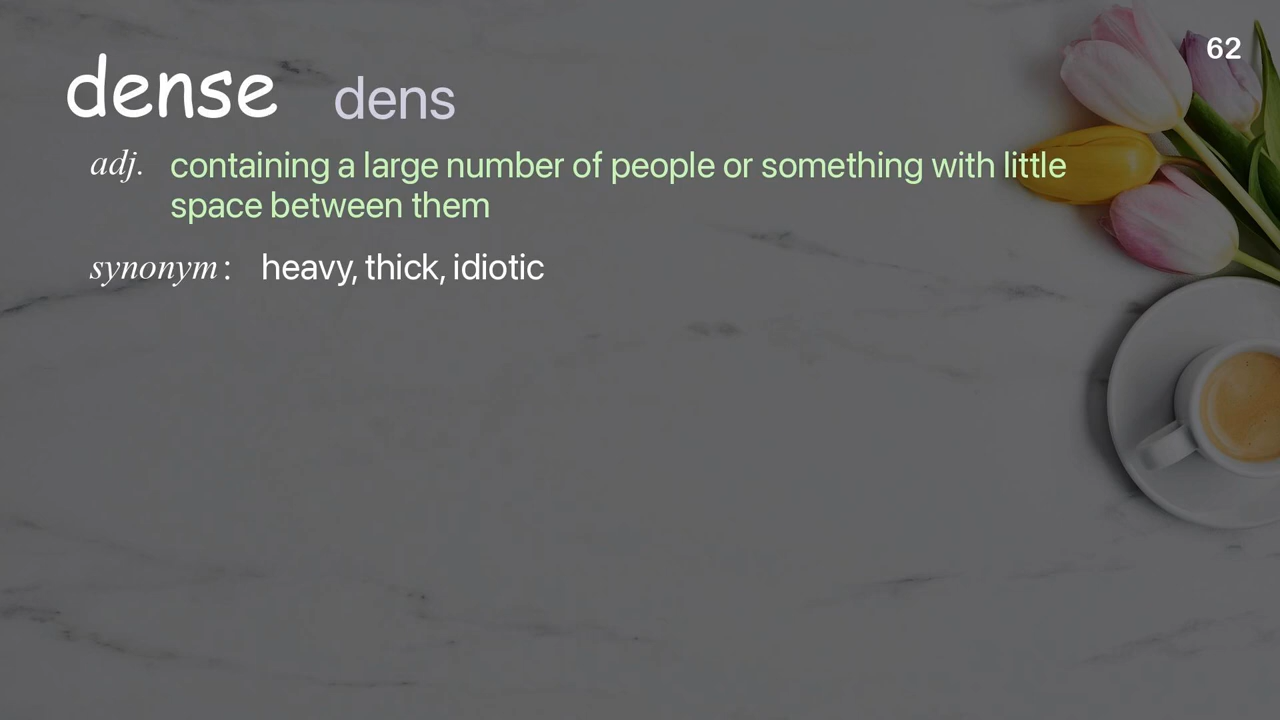 62
dense dens
adj. containing a large number of people or something with little
space between them
synonym: heavy, thick, idiotic